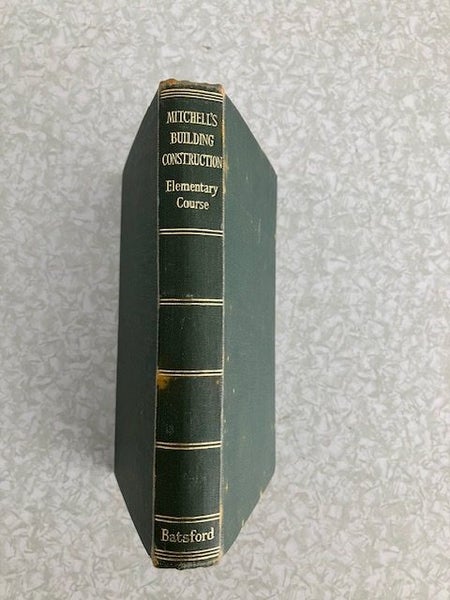 MITCHELL'S
BUILDING
CONSTRUCTION
Elementary
Course
Batsford